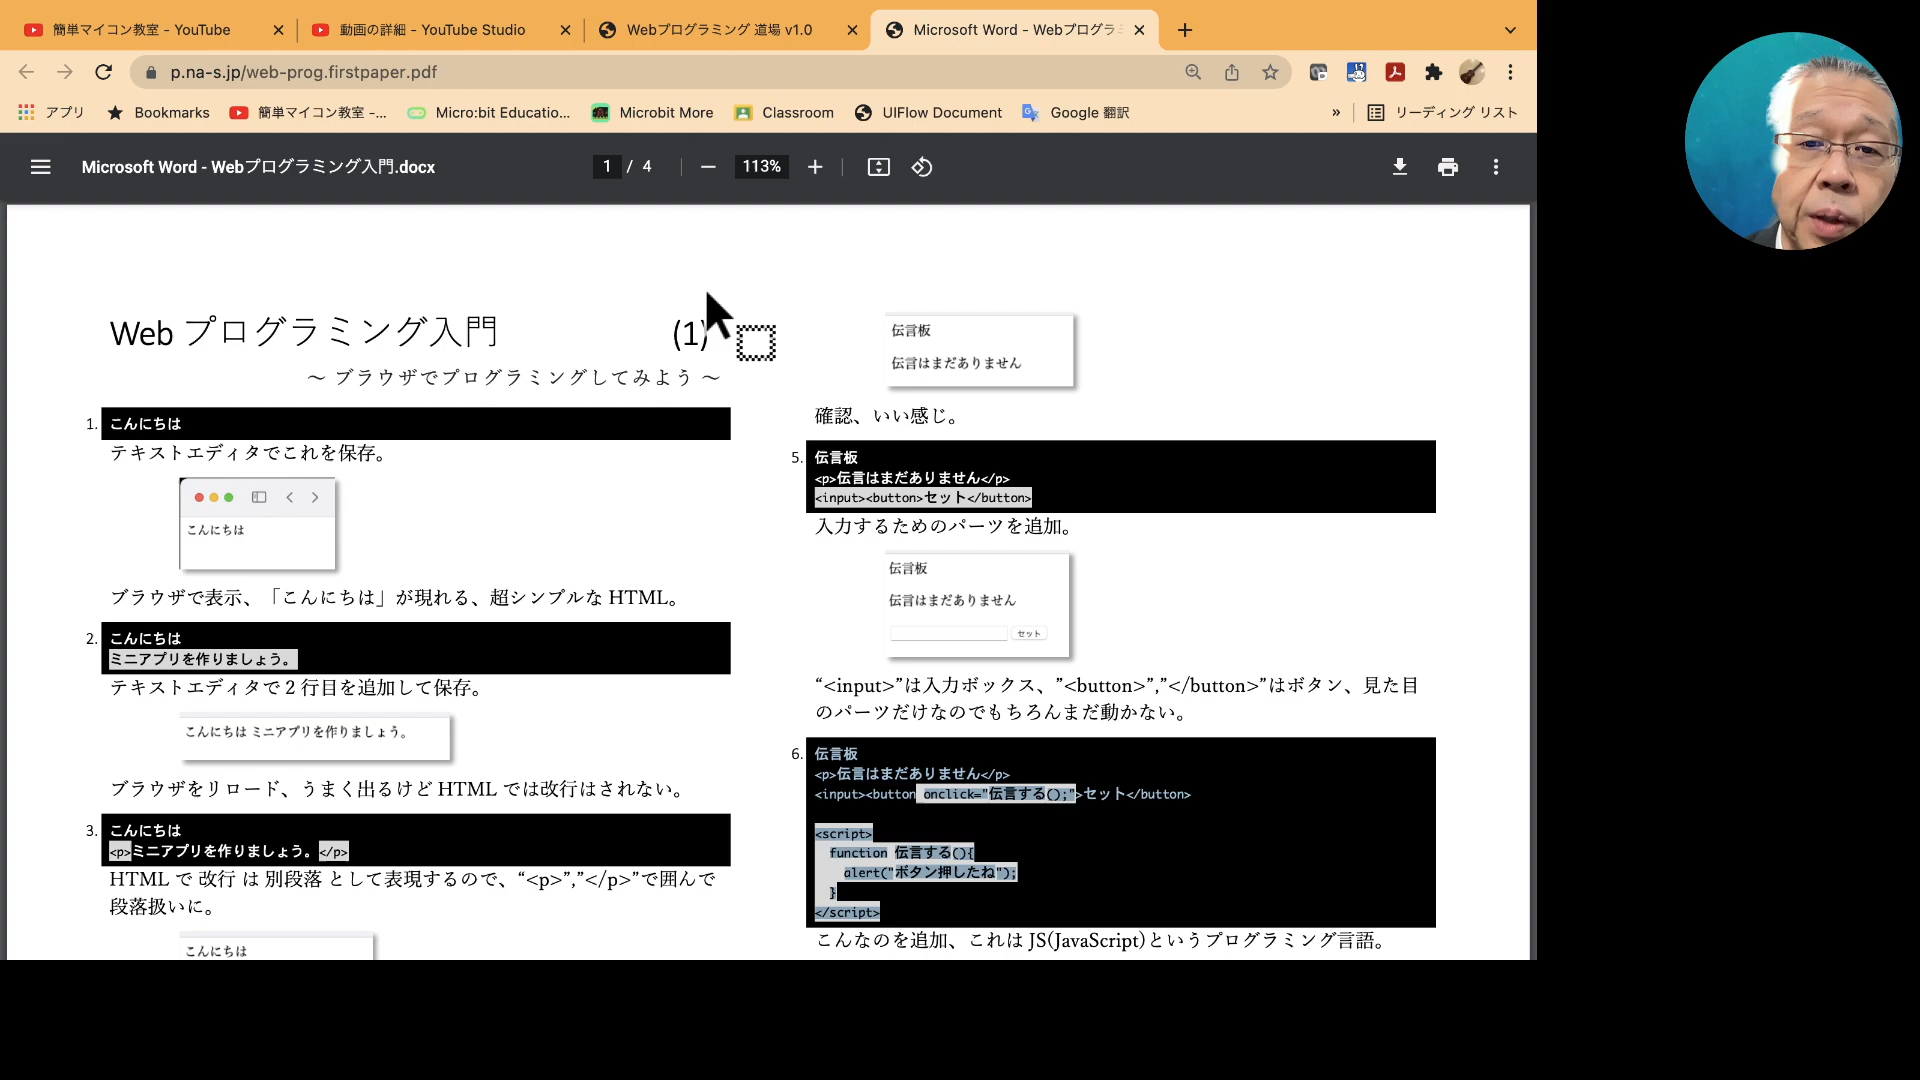 簡単マイコン教室 - YouTube
動画の詳細 - YouTube Studio
Webプログラミング 道場 v1.0
Microsoft Word - Webプログラミ
p.na-s.jp/web-prog.firstpaper.pdf
アプリ
Bookmarks
簡単マイコン教室 -...
Micro:bit Educatio...
Microbit More
Classroom
UIFlow Document
Google 翻訳
»
リーディング リスト
Microsoft Word - Webプログラミング入門.docx
1 / 4
113%
Web プログラミング入門 (1)
～ ブラウザでプログラミングしてみよう ～
1. こんにちは
テキストエディタでこれを保存。
こんにちは
ブラウザで表示、「こんにちは」が現れる、超シンプルな HTML。
2. こんにちは
ミニアプリを作りましょう。
テキストエディタで 2 行目を追加して保存。
こんにちは ミニアプリを作りましょう。
ブラウザをリロード、うまく出るけど HTML では改行はされない。
3. こんにちは
<p>ミニアプリを作りましょう。</p>
HTML で 改行 は 別段落 として表現するので、“<p>”,”</p>”で囲んで
段落扱いに。
こんにちは
伝言板
伝言はまだありません
確認、いい感じ。
5. 伝言板
<p>伝言はまだありません</p>
<input><button>セット</button>
入力するためのパーツを追加。
伝言板
伝言はまだありません
セット
“<input>”は入力ボックス、”<button>”,”</button>”はボタン、見た目
のパーツだけなのでもちろんまだ動かない。
6. 伝言板
<p>伝言はまだありません</p>
<input><button onclick="伝言する();">セット</button>
<script>
function 伝言する(){
alert("ボタン押したね");
}
</script>
こんなのを追加、これは JS(JavaScript)というプログラミング言語。